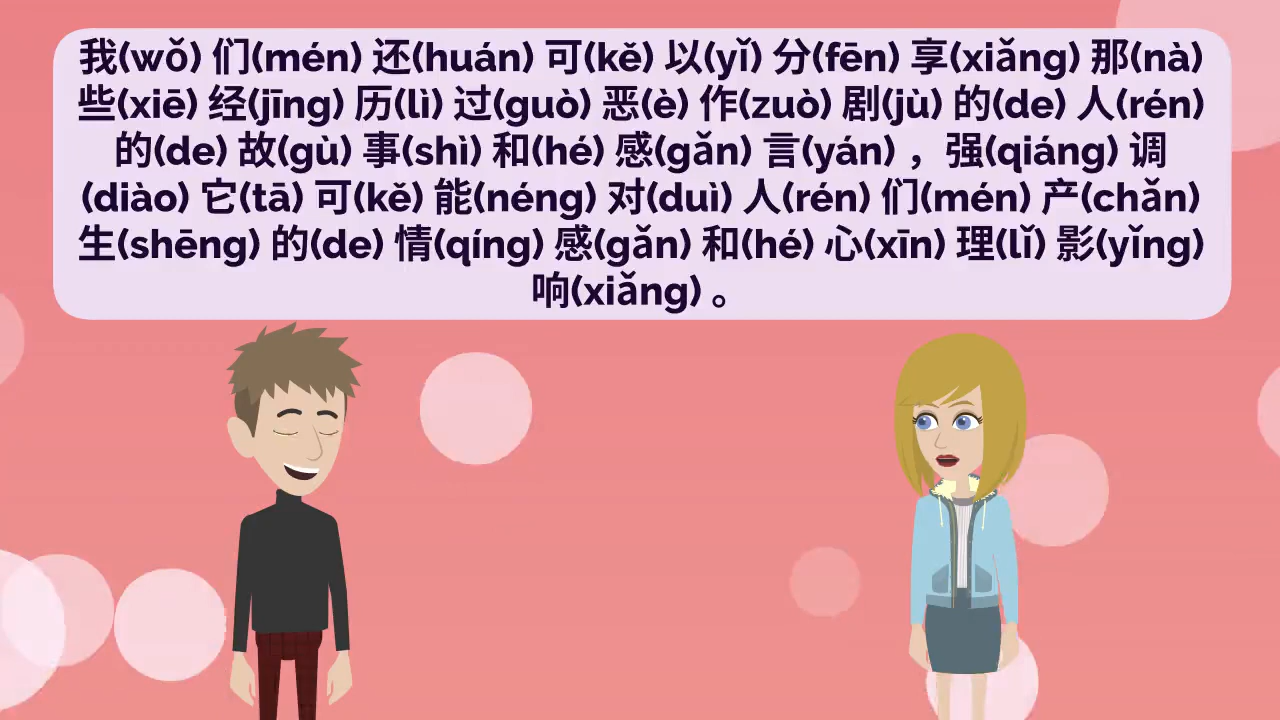 我(wǒ) 们(mén) 还(huán) 可(kě) 以(yǐ) 分(fēn) 享(xiǎng) 那(nà)
些(xiē) 经(jīng) 历(lì) 过(guò) 恶(è) 作(zuò) 剧(jù) 的(de) 人(rén)
的(de) 故(gù) 事(shì) 和(hé) 感(gǎn) 言(yán) ，强(qiáng) 调
(diào) 它(tā) 可(kě) 能(néng) 对(duì) 人(rén) 们(mén) 产(chǎn)
生(shēng) 的(de) 情(qíng) 感(gǎn) 和(hé) 心(xīn) 理(lǐ) 影(yǐng)
响(xiǎng) 。